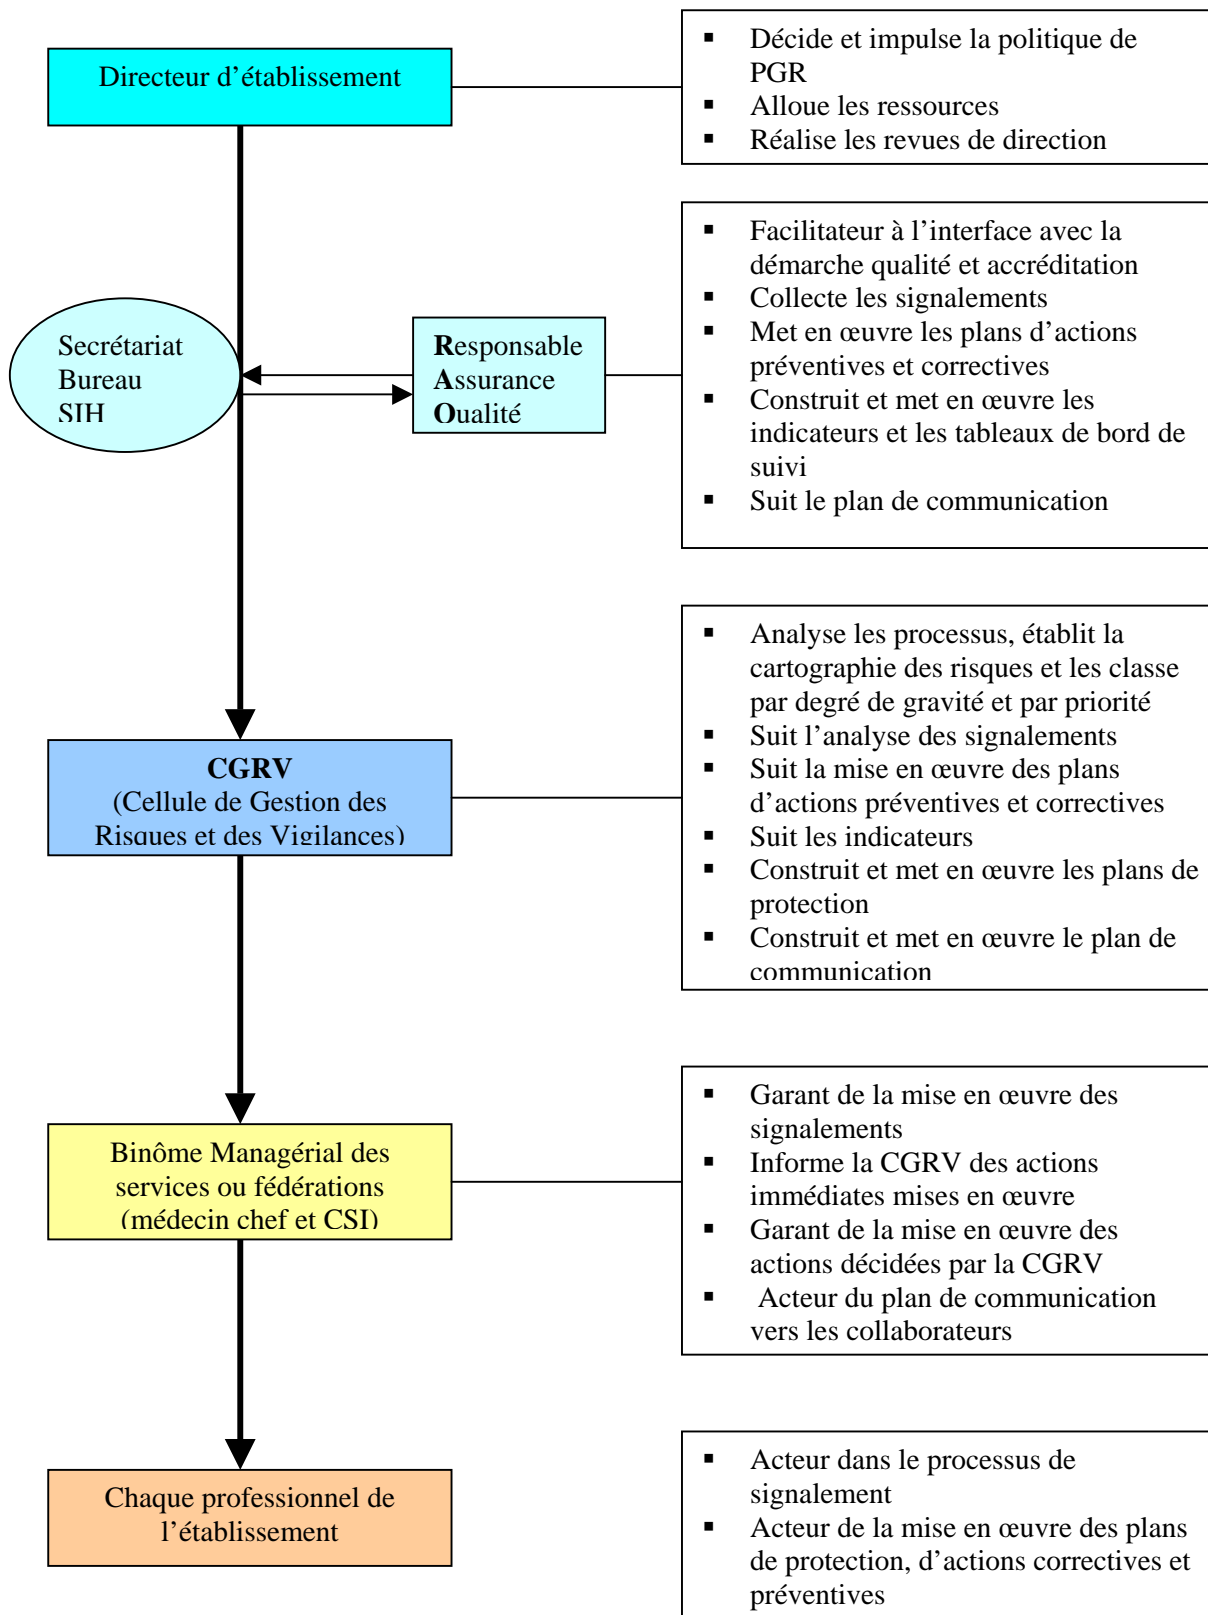 Directeur d'établissement
▪ Décide et impulse la politique de
PGR
▪ Alloue les ressources
▪ Réalise les revues de direction
Secrétariat
Bureau
SIH
Responsable
Assurance
Qualité
▪ Facilitateur à l'interface avec la
démarche qualité et accréditation
▪ Collecte les signalements
▪ Met en œuvre les plans d'actions
préventives et correctives
▪ Construit et met en œuvre les
indicateurs et les tableaux de bord de
suivi
▪ Suit le plan de communication
CGRV
(Cellule de Gestion des
Risques et des Vigilances)
▪ Analyse les processus, établit la
cartographie des risques et les classe
par degré de gravité et par priorité
▪ Suit l'analyse des signalements
▪ Suit la mise en œuvre des plans
d'actions préventives et correctives
▪ Suit les indicateurs
▪ Construit et met en œuvre les plans de
protection
▪ Construit et met en œuvre le plan de
communication
Binôme Managérial des
services ou fédérations
(médecin chef et CSI)
▪ Garant de la mise en œuvre des
signalements
▪ Informe la CGRV des actions
immédiates mises en œuvre
▪ Garant de la mise en œuvre des
actions décidées par la CGRV
▪ Acteur du plan de communication
vers les collaborateurs
Chaque professionnel de
l'établissement
▪ Acteur dans le processus de
signalement
▪ Acteur de la mise en œuvre des plans
de protection, d'actions correctives et
préventives